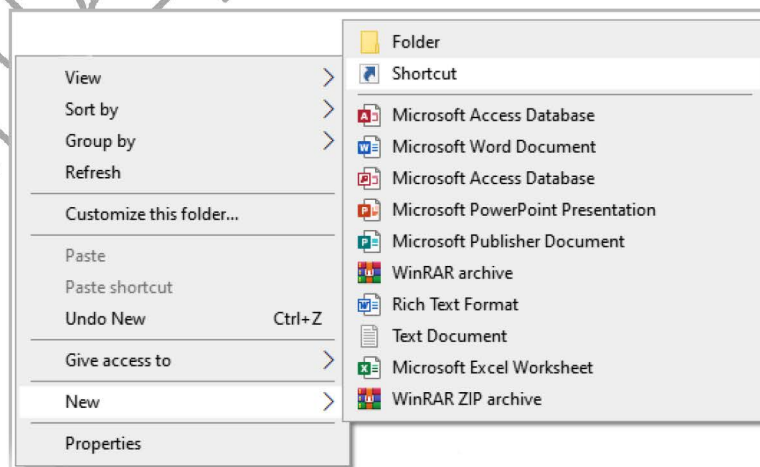 View
Sort by
Group by
Refresh
Customize this folder...
Paste
Paste shortcut
Undo New Ctrl+Z
Give access to
New
Properties
Folder
Shortcut
Microsoft Access Database
Microsoft Word Document
Microsoft Access Database
Microsoft PowerPoint Presentation
Microsoft Publisher Document
WinRAR archive
Rich Text Format
Text Document
Microsoft Excel Worksheet
WinRAR ZIP archive